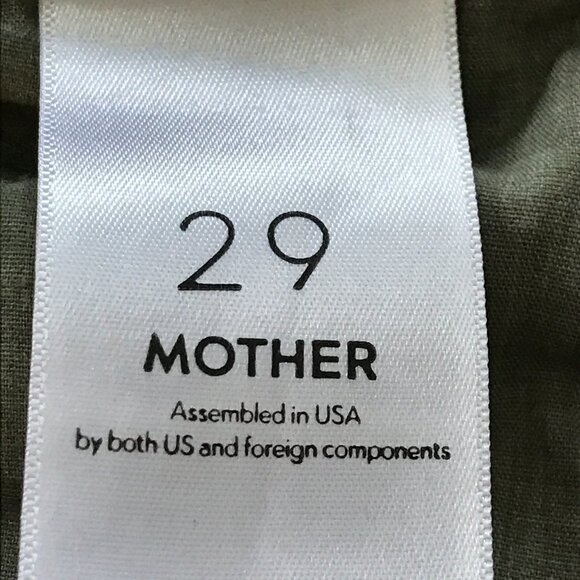 29
MOTHER
Assembled in USA
by both US and foreign components